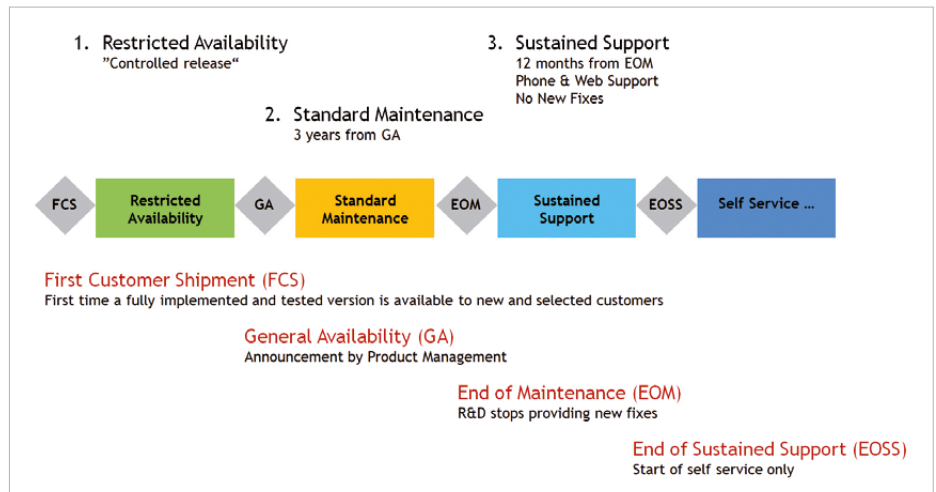 1. Restricted Availability
”Controlled release“
3. Sustained Support
12 months from EOM
Phone & Web Support
No New Fixes
2. Standard Maintenance
3 years from GA
FCS
Restricted
Availability
GA
Standard
Maintenance
EOM
Sustained
Support
EOSS
Self Service ...
First Customer Shipment (FCS)
First time a fully implemented and tested version is available to new and selected customers
General Availability (GA)
Announcement by Product Management
End of Maintenance (EOM)
R&D stops providing new fixes
End of Sustained Support (EOSS)
Start of self service only